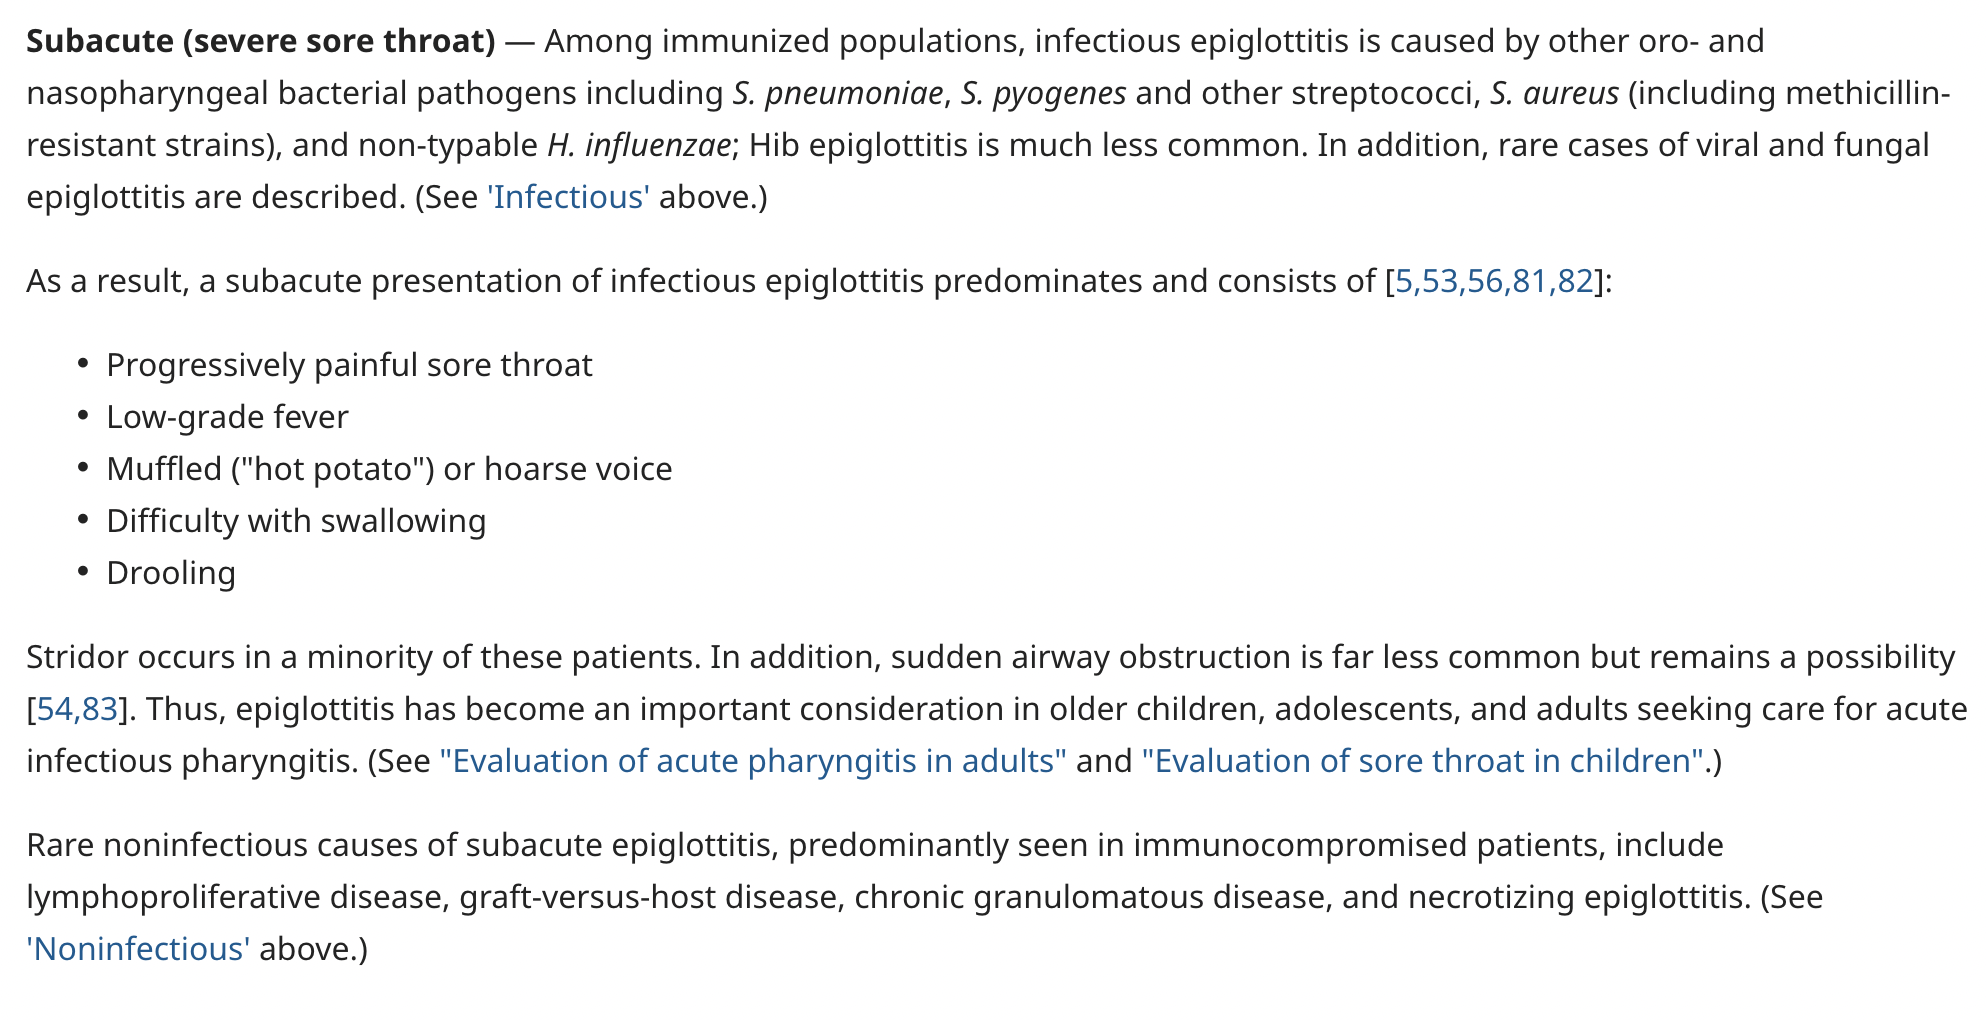 Subacute (severe sore throat) — Among immunized populations, infectious epiglottitis is caused by other oro- and
nasopharyngeal bacterial pathogens including S. pneumoniae, S. pyogenes and other streptococci, S. aureus (including methicillin-
resistant strains), and non-typable H. influenzae; Hib epiglottitis is much less common. In addition, rare cases of viral and fungal
epiglottitis are described. (See 'Infectious' above.)
As a result, a subacute presentation of infectious epiglottitis predominates and consists of [5,53,56,81,82]:
• Progressively painful sore throat
• Low-grade fever
• Muffled ("hot potato") or hoarse voice
• Difficulty with swallowing
• Drooling
Stridor occurs in a minority of these patients. In addition, sudden airway obstruction is far less common but remains a possibility
[54,83]. Thus, epiglottitis has become an important consideration in older children, adolescents, and adults seeking care for acute
infectious pharyngitis. (See "Evaluation of acute pharyngitis in adults" and "Evaluation of sore throat in children".)
Rare noninfectious causes of subacute epiglottitis, predominantly seen in immunocompromised patients, include
lymphoproliferative disease, graft-versus-host disease, chronic granulomatous disease, and necrotizing epiglottitis. (See
'Noninfectious' above.)